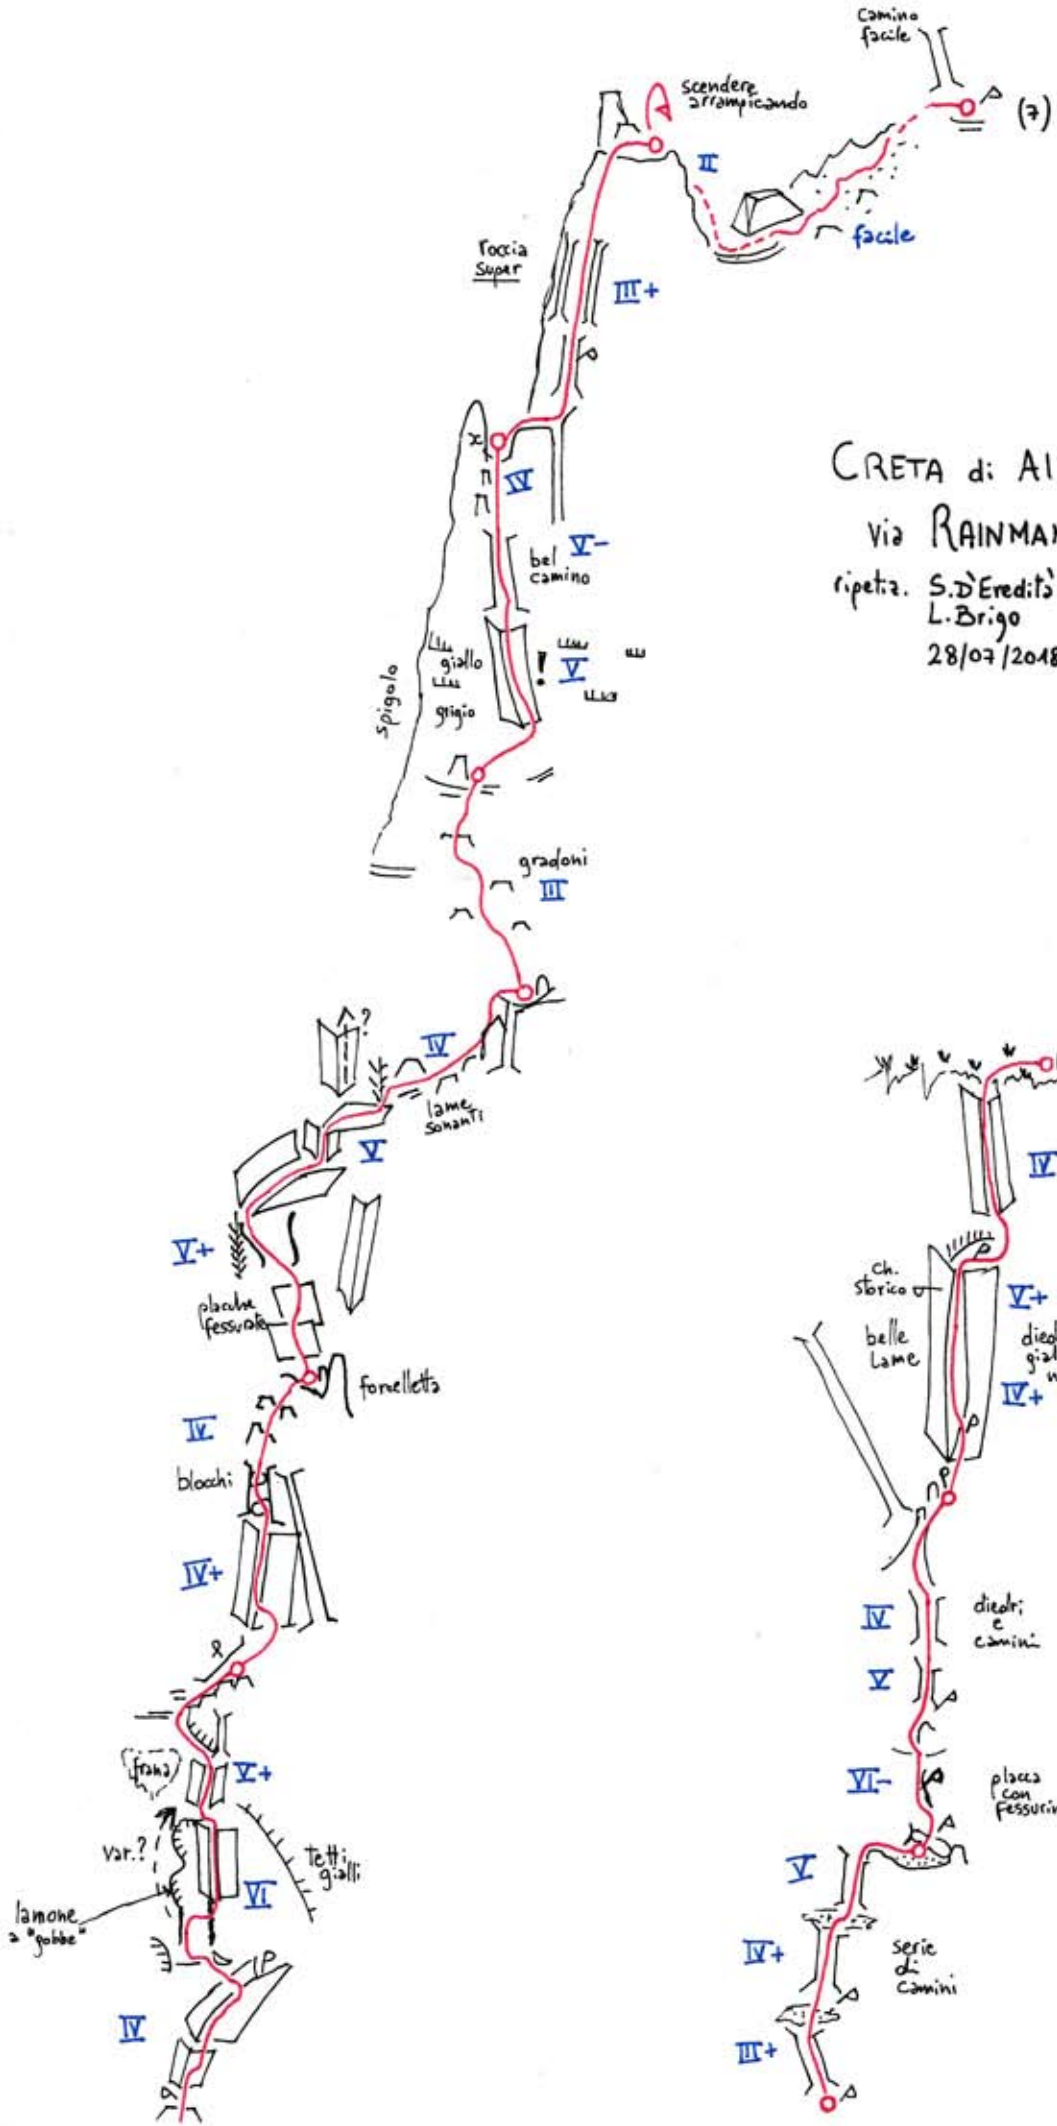 camino
facile
(7)
scendere
arrampicando
II
facile
roccia
super
III+
CRETA di
via
ripetiz. S.D'Eredità
L. Brigo
28/07/2018
IV
V-
bel
camino
giallo
!
V
grigio
spigolo
gradoni
III
?
IV
lame
sonanti
V
V+
placche
fessurate
forcelletta
IV
blocchi
IV+
frana
V+
var.?
tetti
gialli
VI
lamone
a "gobbe"
IV
IV
ch.
storico
V+
belle
lame
IV+
IV
diedri
e
camini
V
VI-
placca
con
V
IV+
serie
di
camini
III+